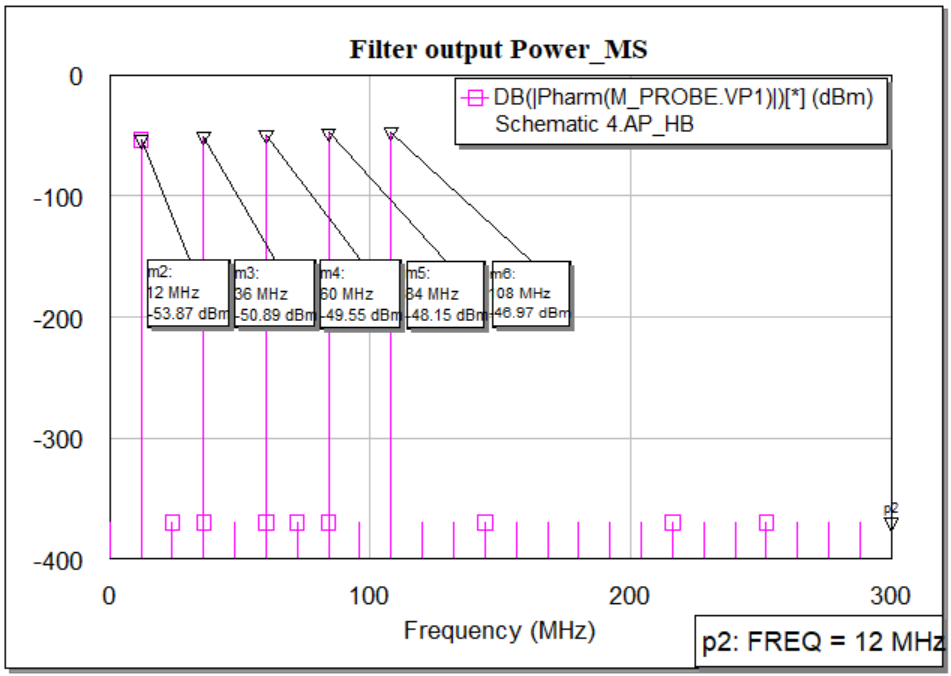 Filter output Power_MS
DB(|Pharm(M_PROBE.VP1)|)[*] (dBm)
Schematic 4.AP_HB
0
-100
-200
-300
-400
m2:
12 MHz
-53.87 dBm
m3:
36 MHz
-50.89 dBm
m4:
60 MHz
-49.55 dBm
m5:
84 MHz
-48.15 dBm
m6:
108 MHz
-46.97 dBm
p2
0
100
200
300
Frequency (MHz)
p2: FREQ = 12 MHz